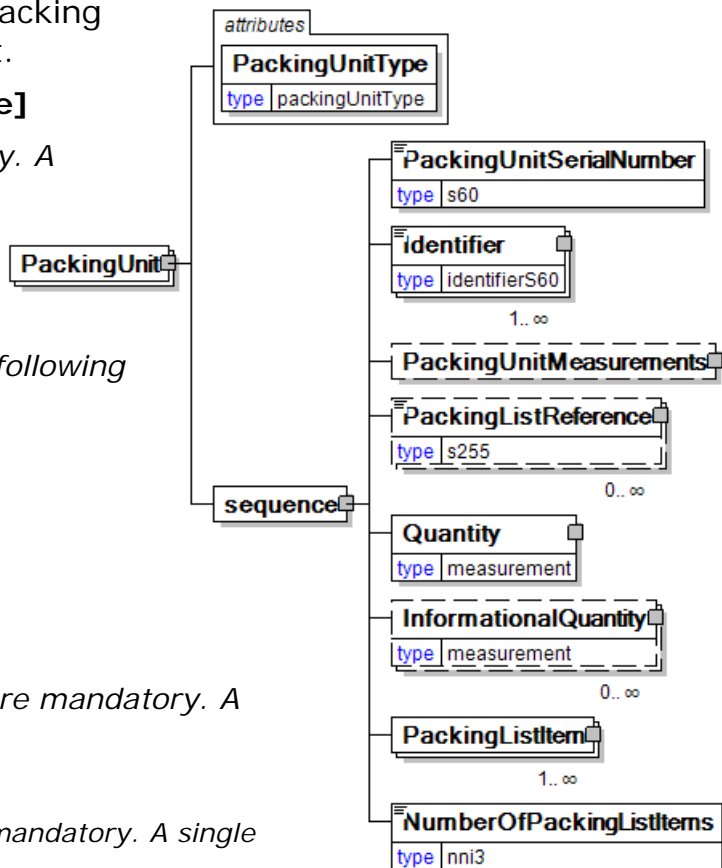 acking
attributes
PackingUnitType
type packingUnitType
e]
y. A
PackingUnitSerialNumber
type s60
Identifier
type identifierS60
1.. ∞
PackingUnit
following
PackingUnitMeasurements
PackingListReference
type s255
0.. ∞
sequence
Quantity
type measurement
InformationalQuantity
type measurement
0.. ∞
re mandatory. A
PackingListItem
1.. ∞
mandatory. A single
NumberOfPackingListItems
type nni3